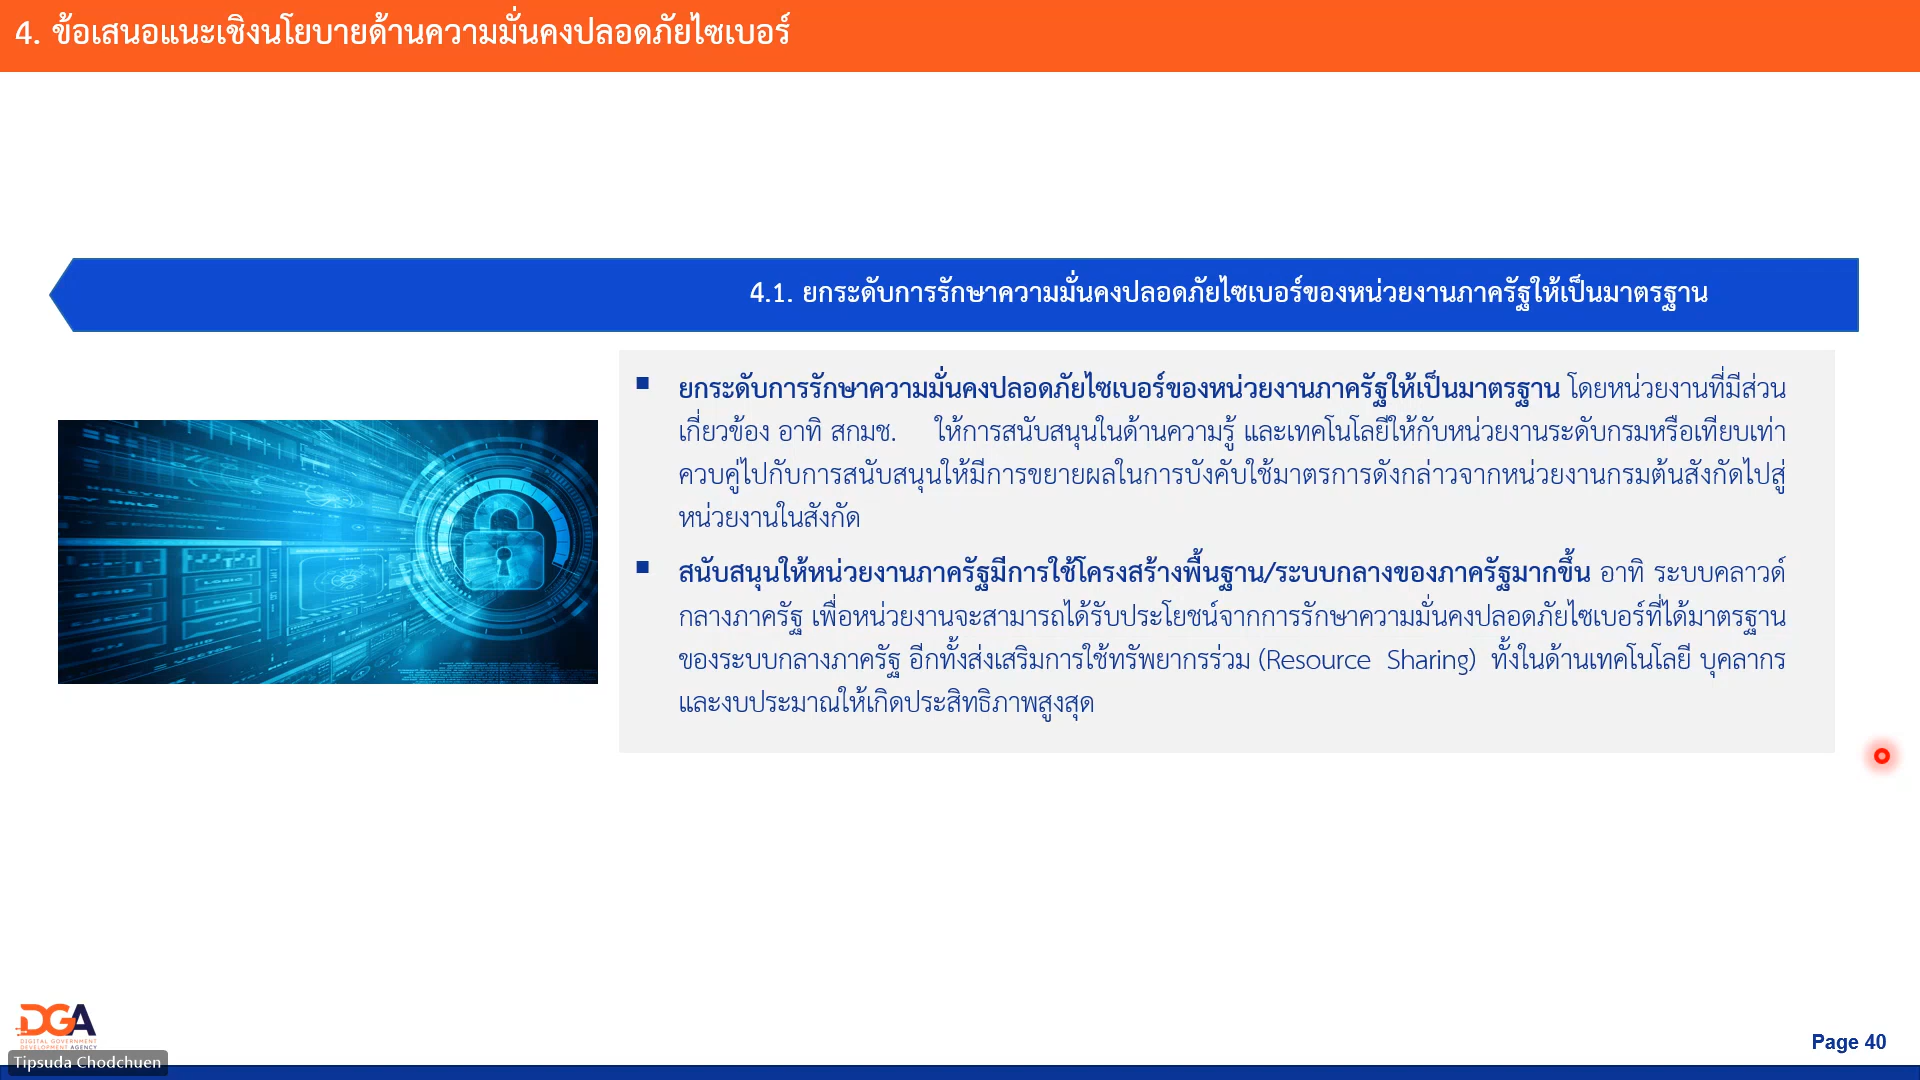 4. ข้อเสนอแนะเชิงนโยบายด้านความมั่นคงปลอดภัยไซเบอร์
4.1. ยกระดับการรักษาความมั่นคงปลอดภัยไซเบอร์ของหน่วยงานภาครัฐให้เป็นมาตรฐาน
ยกระดับการรักษาความมั่นคงปลอดภัยไซเบอร์ของหน่วยงานภาครัฐให้เป็นมาตรฐาน โดยหน่วยงานที่มีส่วน
เกี่ยวข้อง อาทิ สกมช. ให้การสนับสนุนในด้านความรู้ และเทคโนโลยีให้กับหน่วยงานระดับกรมหรือเทียบเท่า
ควบคู่ไปกับการสนับสนุนให้มีการขยายผลในการบังคับใช้มาตรการดังกล่าวจากหน่วยงานกรมต้นสังกัดไปสู่
หน่วยงานในสังกัด
สนับสนุนให้หน่วยงานภาครัฐมีการใช้โครงสร้างพื้นฐาน/ระบบกลางของภาครัฐมากขึ้น อาทิ ระบบคลาวด์
กลางภาครัฐ เพื่อหน่วยงานจะสามารถได้รับประโยชน์จากการรักษาความมั่นคงปลอดภัยไซเบอร์ที่ได้มาตรฐาน
ของระบบกลางภาครัฐ อีกทั้งส่งเสริมการใช้ทรัพยากรร่วม (Resource Sharing) ทั้งในด้านเทคโนโลยี บุคลากร
และงบประมาณให้เกิดประสิทธิภาพสูงสุด
DGA
DIGITAL GOVERNMENT
DEVELOPMENT AGENCY
Tipsuda Chodchuen
Page 40